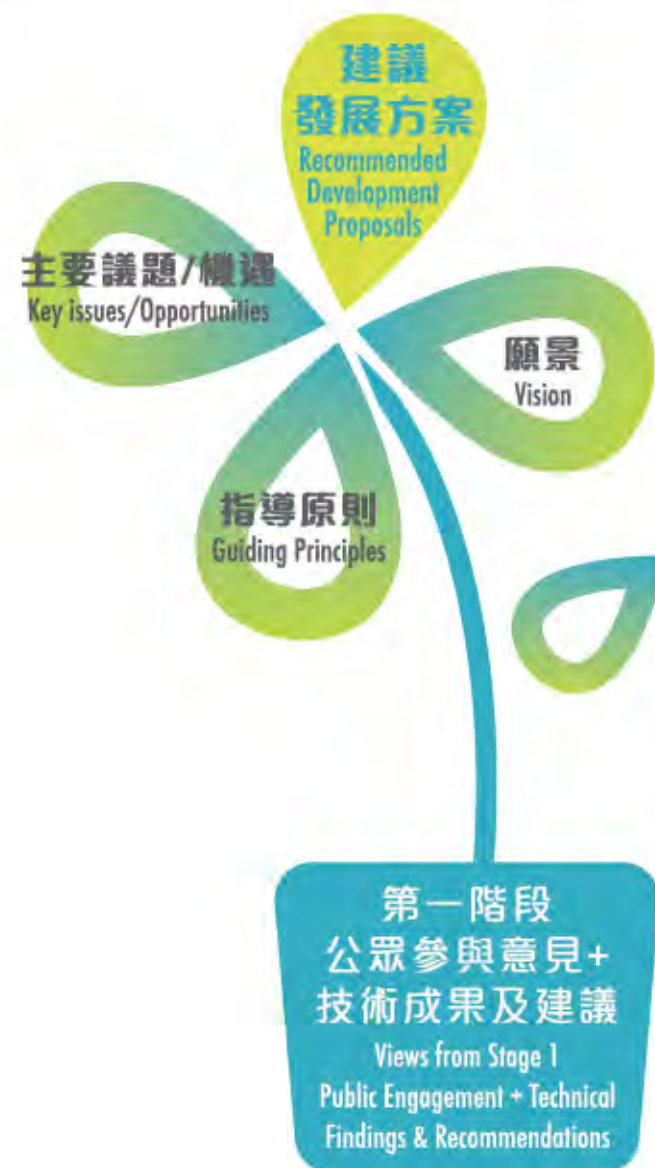 建議
發展方案
Recommended
Development
Proposals
主要議題/機遇
Key issues/Opportunities
願景
Vision
指導原則
Guiding Principles
第一階段
公眾參與意見+
技術成果及建議
Views from Stage 1
Public Engagement + Technical
Findings & Recommendations